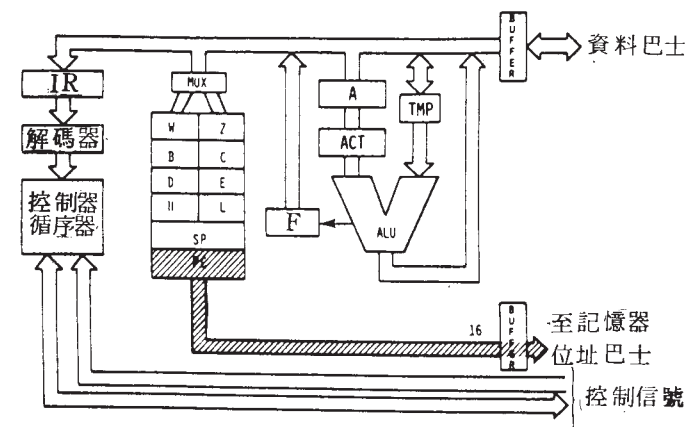 BUFFER
資料巴士
IR
MUX
A
TMP
解碼器
W Z
ACT
B C
控制器
循序器
D E
H L
F
ALU
SP
PC
16
BUFFER
至記憶器
位址巴士
控制信號